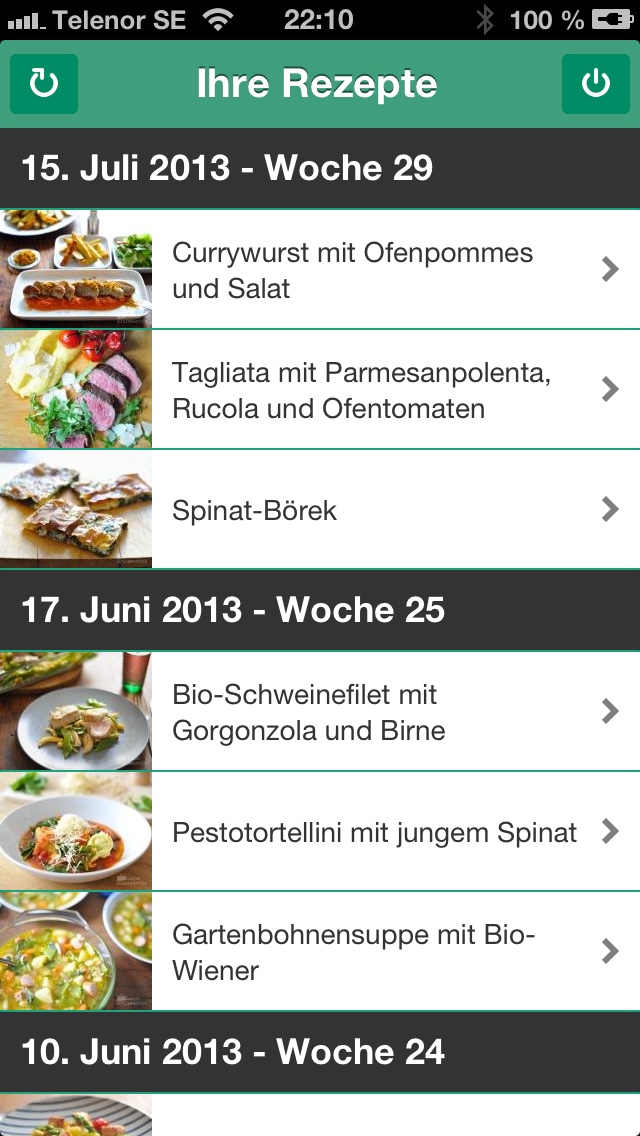 Telenor SE 22:10 100 %
Ihre Rezepte
15. Juli 2013 - Woche 29
Currywurst mit Ofenpommes
und Salat
Tagliata mit Parmesanpolenta,
Rucola und Ofentomaten
Spinat-Börek
17. Juni 2013 - Woche 25
Bio-Schweinefilet mit
Gorgonzola und Birne
Pestotortellini mit jungem Spinat
Gartenbohnensuppe mit Bio-
Wiener
10. Juni 2013 - Woche 24